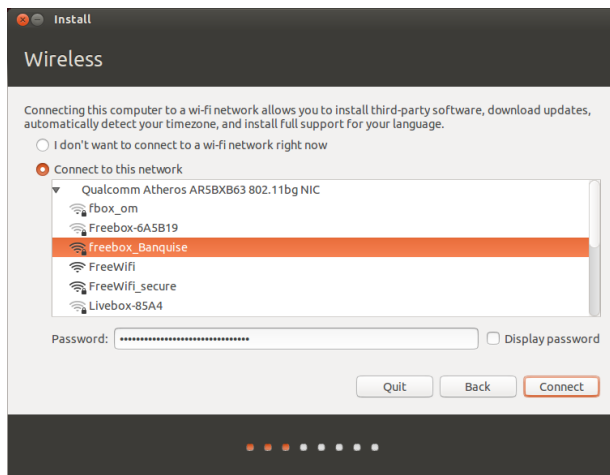 Install
Wireless
Connecting this computer to a wi-fi network allows you to install third-party software, download updates,
automatically detect your timezone, and install full support for your language.
I don't want to connect to a wi-fi network right now
Connect to this network
Qualcomm Atheros AR5BXB63 802.11bg NIC
fbox_om
Freebox-6A5B19
freebox_Banquise
FreeWifi
FreeWifi_secure
Livebox-85A4
Password: •••••••••••••••••••••••••••••••• Display password
Quit Back Connect